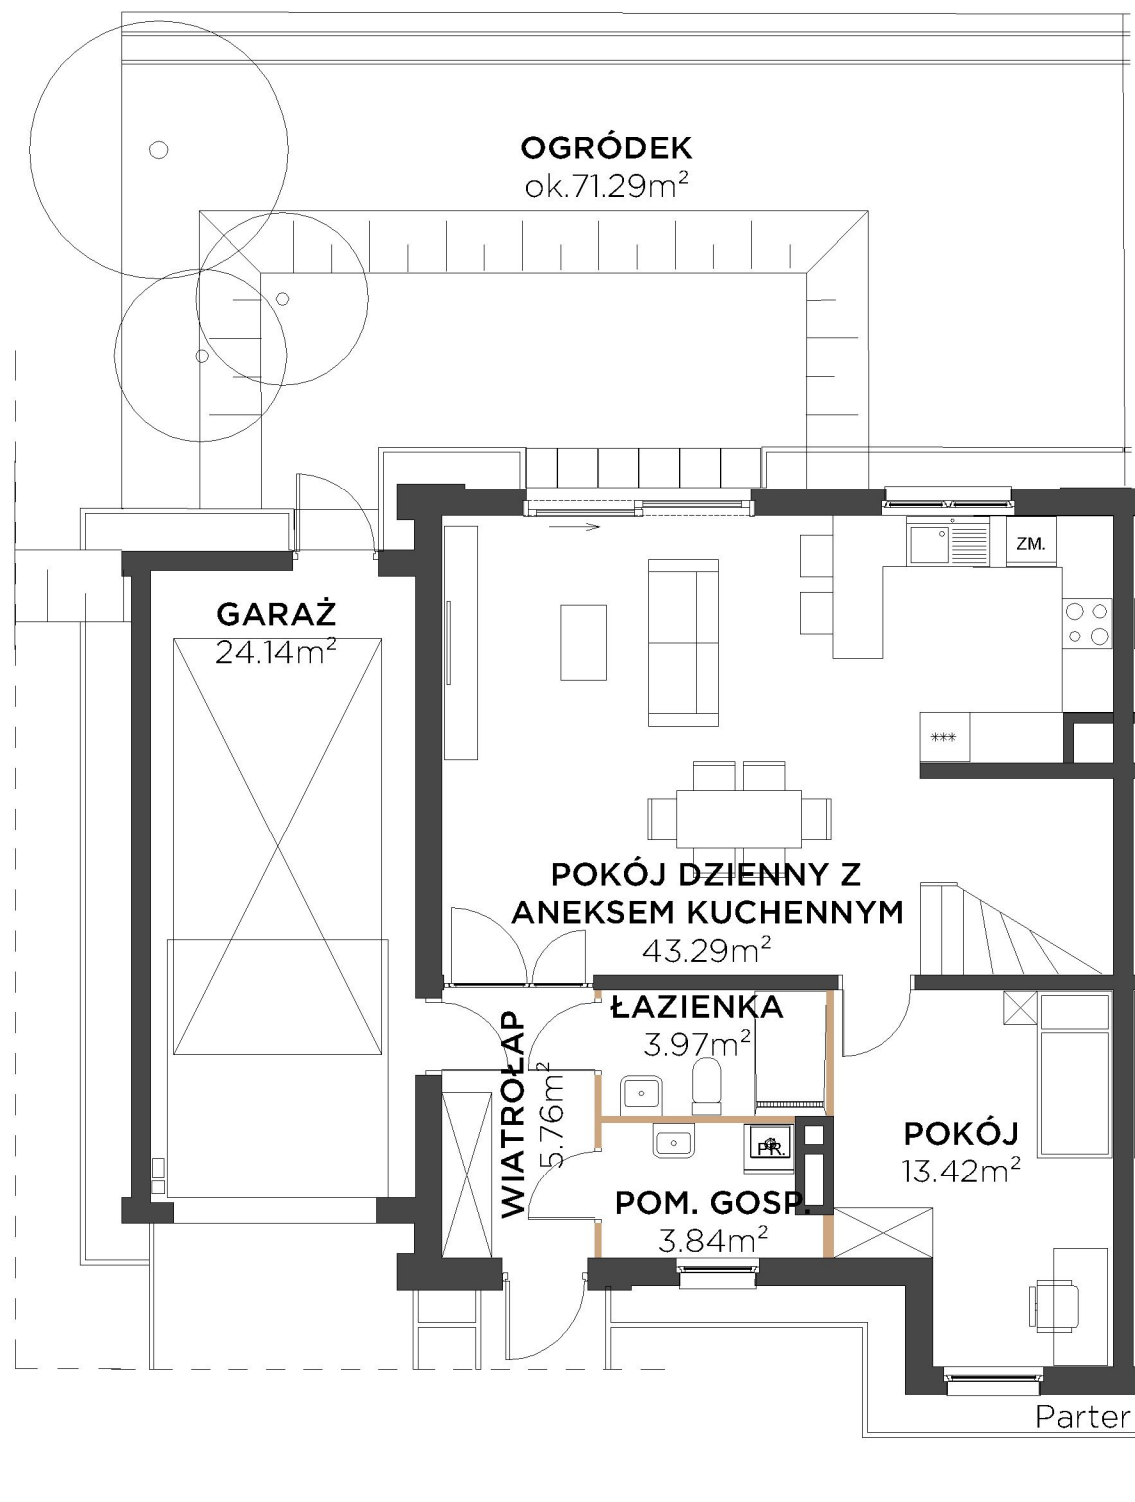 OGRÓDEK
ok.71.29m²
ZM.
GARAŻ
24.14m²
***
POKÓJ DZIENNY Z
ANEKSEM KUCHENNYM
43.29m²
ŁAZIENKA
3.97m²
WIATROŁAP
5.76m²
POKÓJ
13.42m²
PR.
POM. GOSP.
3.84m²
Parter